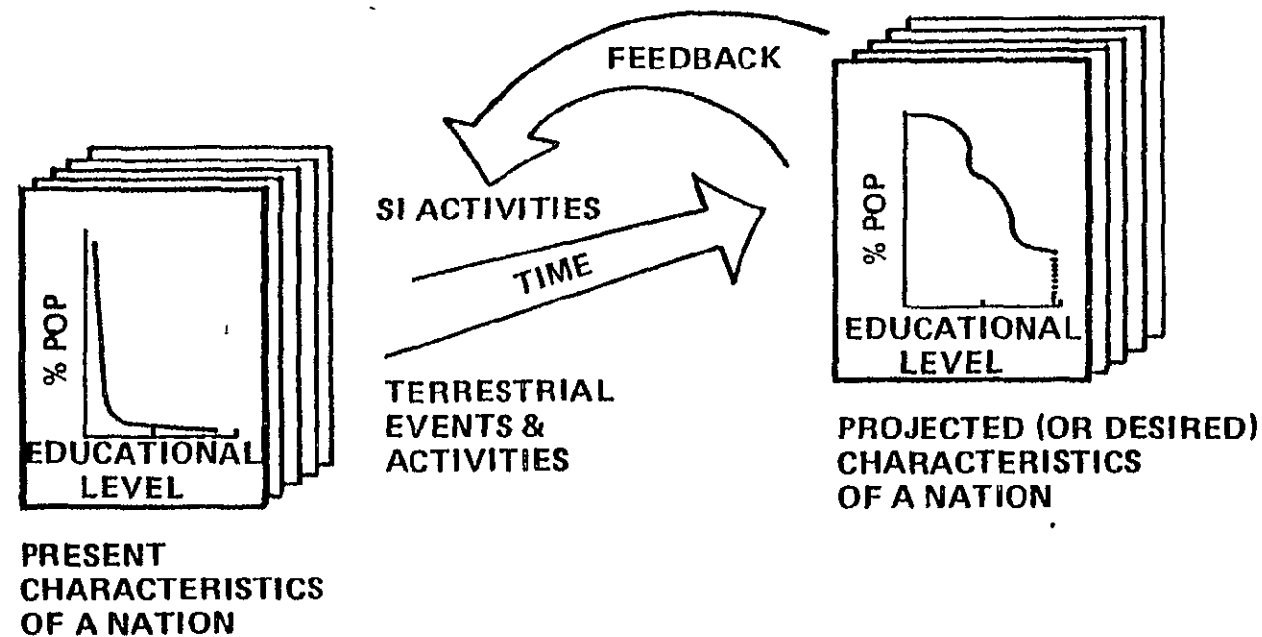 FEEDBACK
% POP
EDUCATIONAL
LEVEL
PROJECTED (OR DESIRED)
CHARACTERISTICS
OF A NATION
SI ACTIVITIES
TIME
TERRESTRIAL
EVENTS &
ACTIVITIES
% POP
EDUCATIONAL
LEVEL
PRESENT
CHARACTERISTICS
OF A NATION